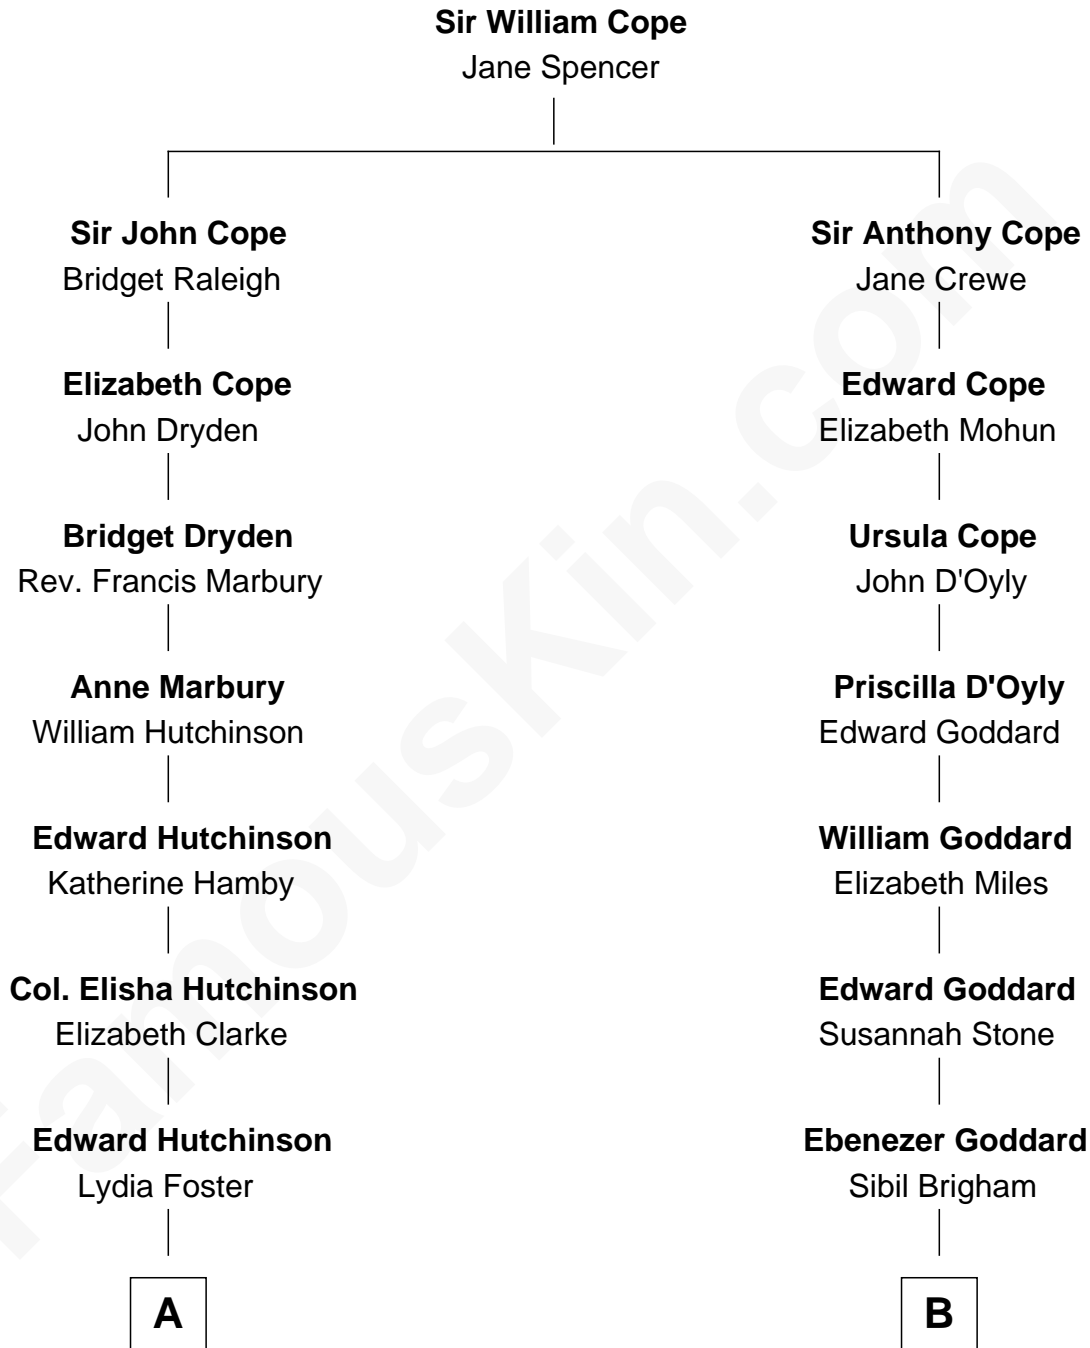 Sir William Cope
Jane Spencer
Sir John Cope
Bridget Raleigh
Sir Anthony Cope
Jane Crewe
Elizabeth Cope
John Dryden
Edward Cope
Elizabeth Mohun
Bridget Dryden
Rev. Francis Marbury
Ursula Cope
John D'Oyly
Anne Marbury
William Hutchinson
Priscilla D'Oyly
Edward Goddard
Edward Hutchinson
Katherine Hamby
William Goddard
Elizabeth Miles
Col. Elisha Hutchinson
Elizabeth Clarke
Edward Goddard
Susannah Stone
Edward Hutchinson
Lydia Foster
Ebenezer Goddard
Sibil Brigham
A
B
FamousKin.com